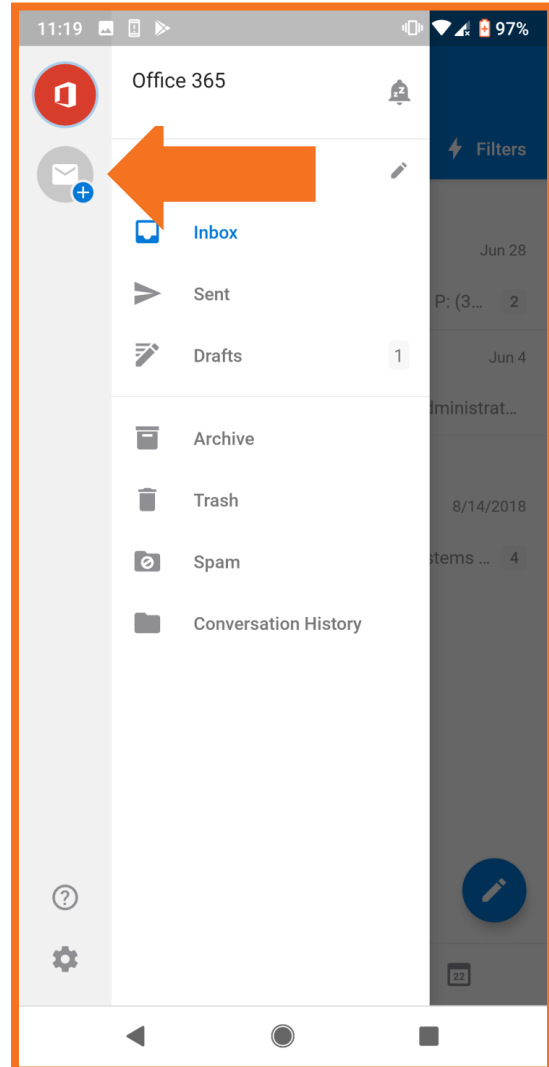 11:19
97%
Office 365
Filters
Inbox
Jun 28
Sent
P: (3... 2
Drafts 1
Jun 4
dministrat...
Archive
Trash
8/14/2018
Spam
stems ... 4
Conversation History
22